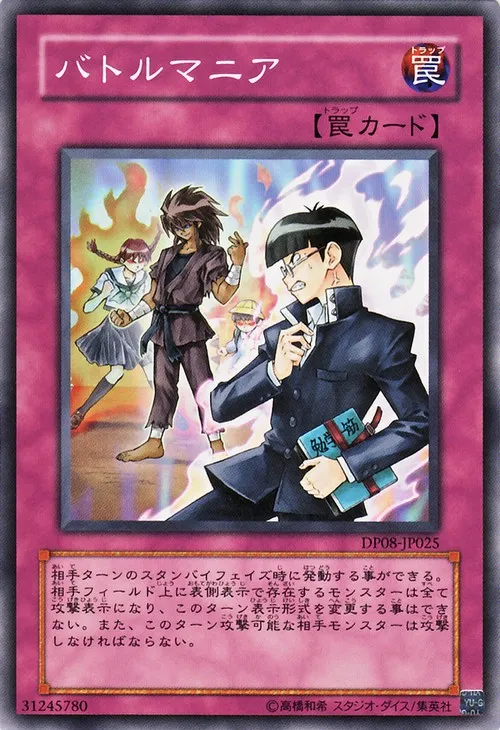 バトルマニア
トラップ
罠
トラップ
【罠カード】
DP08-JP025
相手ターンのスタンバイフェイズ時に発動する事ができる。
相手フィールド上に表側表示で存在するモンスターは全て
攻撃表示になり、このターン表示形式を変更する事はでき
ない。また、このターン攻撃可能な相手モンスターは攻撃
しなければならない。
31245780
©高橋和希 スタジオ・ダイス/集英社